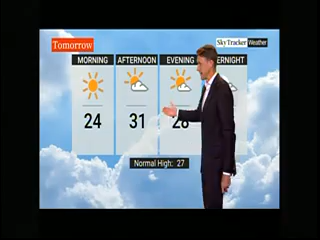 Tomorrow
SkyTracker Weather
MORNING AFTERNOON EVENING
24 31 28
Normal High: 27